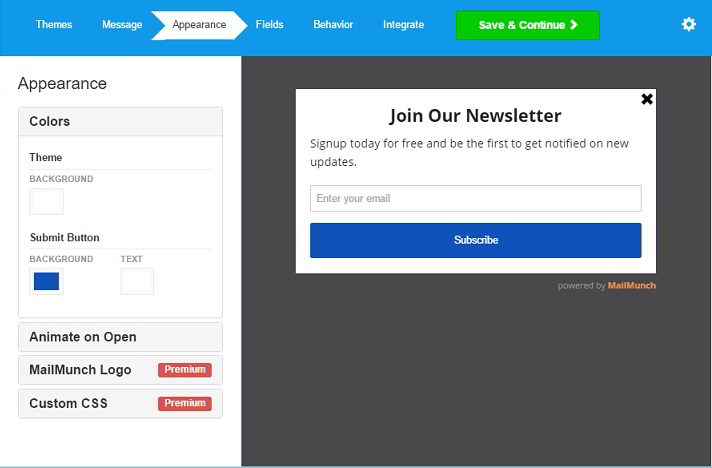 Themes Message Appearance Fields Behavior Integrate Save & Continue
Appearance
Colors
Theme
BACKGROUND
Submit Button
BACKGROUND TEXT
Animate on Open
MailMunch Logo Premium
Custom CSS Premium
Join Our Newsletter
Signup today for free and be the first to get notified on new
updates.
Enter your email
Subscribe
powered by MailMunch